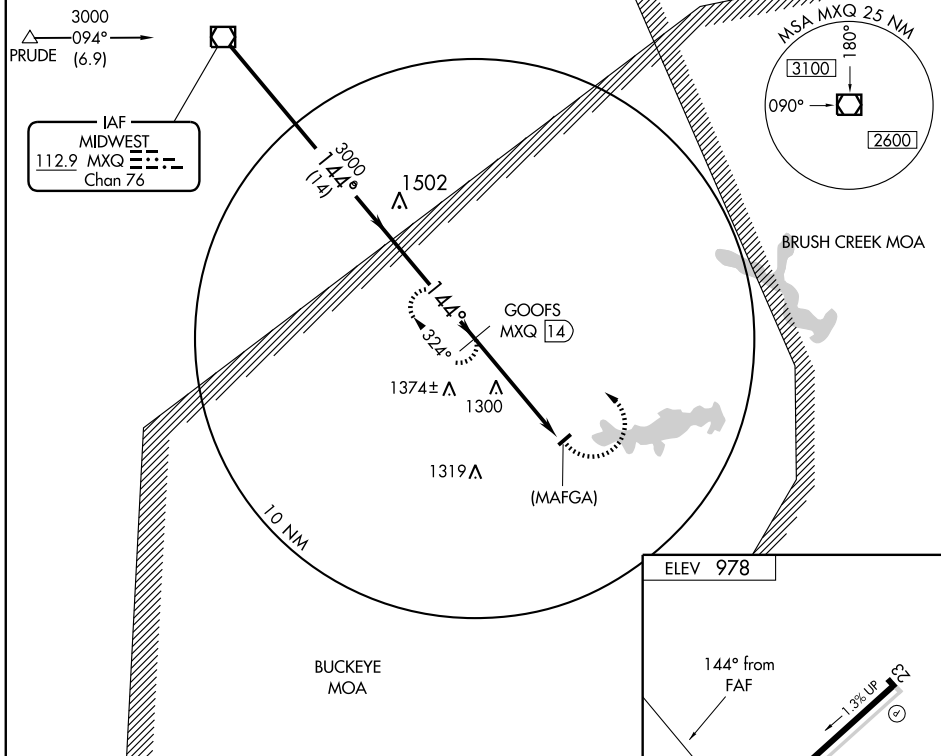 3000
094°
PRUDE (6.9)
IAF
MIDWEST
112.9 MXQ
Chan 76
3000
144°
(14)
1502
144°
324°
GOOFS
MXQ 14
1374±
1300
1319
(MAFGA)
10 NM
BUCKEYE
MOA
MSA MXQ 25 NM
180°
3100
090°
2600
BRUSH CREEK MOA
ELEV 978
144° from
FAF
1.3% UP
23